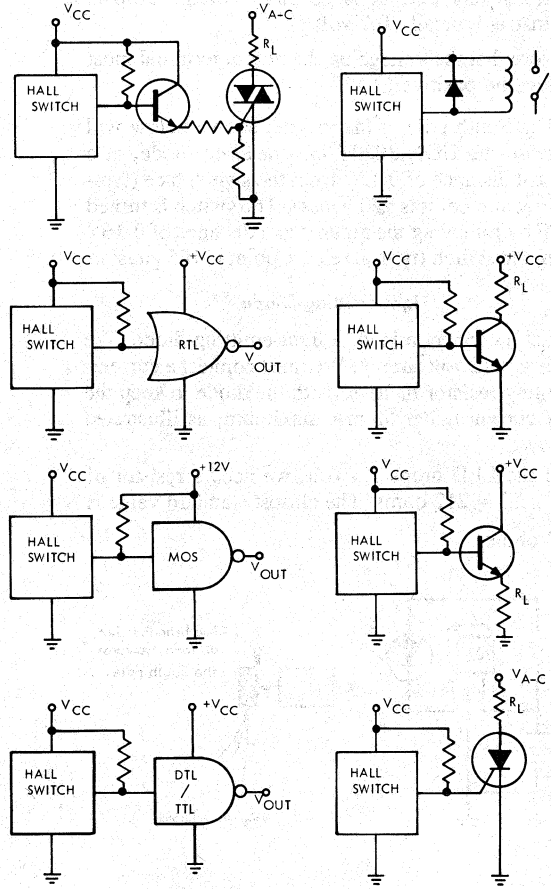 VCC
VA-C
RL
HALL
SWITCH
VCC
HALL
SWITCH
VCC
+VCC
HALL
SWITCH
RTL
VOUT
VCC
+VCC
RL
HALL
SWITCH
VCC
+12V
HALL
SWITCH
MOS
VOUT
VCC
+VCC
HALL
SWITCH
RL
VCC
+VCC
HALL
SWITCH
DTL
/
TTL
VOUT
VCC
VA-C
RL
HALL
SWITCH